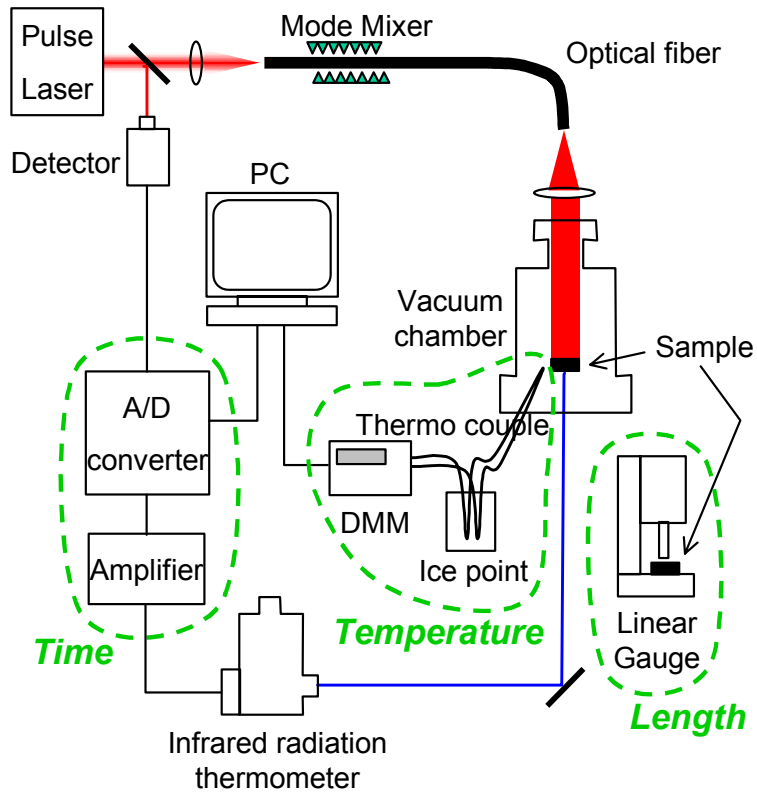 Pulse
Laser
Mode Mixer
Optical fiber
Detector
PC
Vacuum
chamber
Sample
A/D
converter
Thermo couple
DMM
Ice point
Amplifier
Time
Temperature
Linear
Gauge
Length
Infrared radiation
thermometer